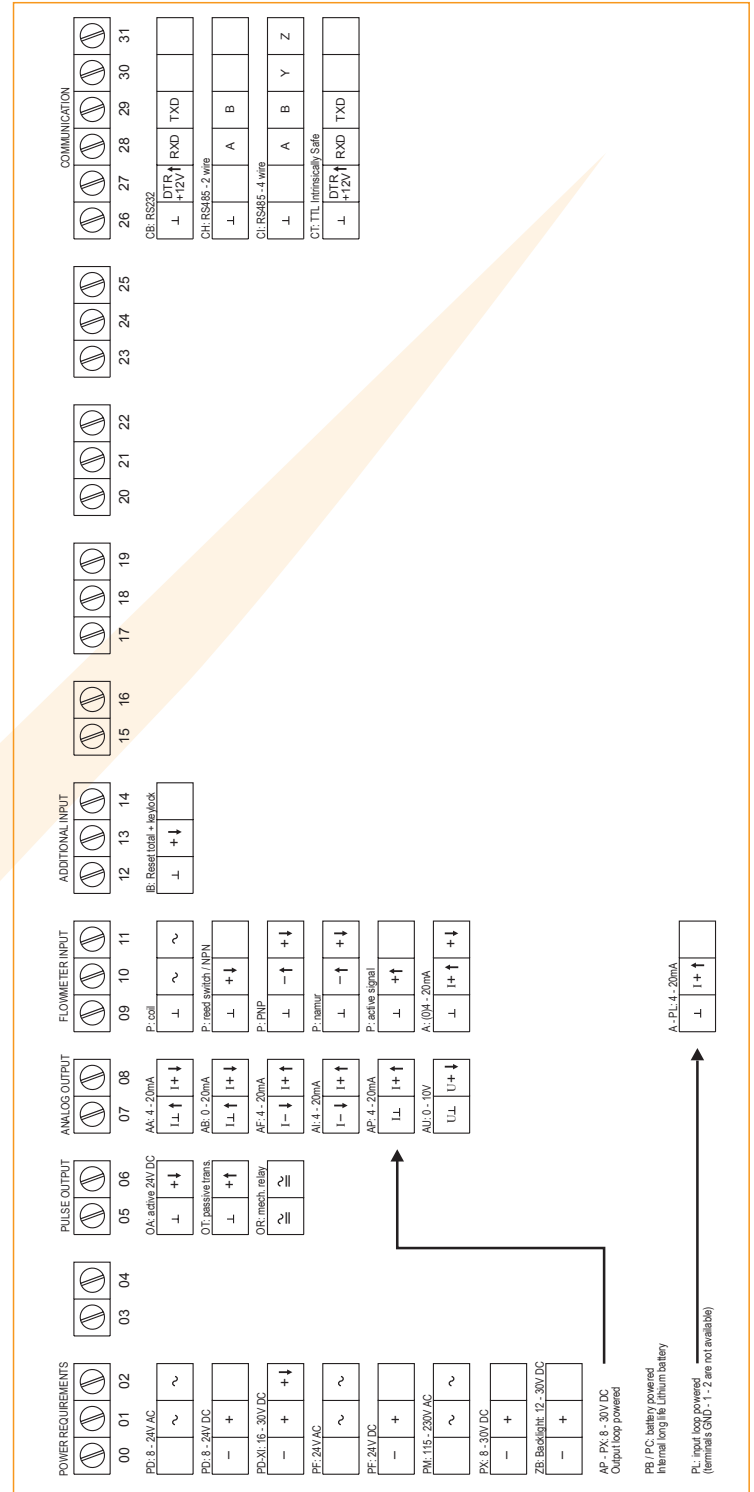 POWER REQUIREMENTS
00 01 02
PD: 8 - 24V AC
~ ~
PD: 8 - 24V DC
– +
PD-XI: 16 - 30V DC
– + +↓
PF: 24V AC
~ ~
PF: 24V DC
– +
PM: 115 - 230V AC
~ ~
PX: 8 - 30V DC
– +
ZB: Backlight: 12 - 30V DC
– +
AP - PX: 8 - 30V DC
Output loop powered
PB / PC: battery powered
Internal long life Lithium battery
PL: input loop powered
(terminals GND - 1 - 2 are not available)
03 04
PULSE OUTPUT
05 06
OA: active 24V DC
⊥ +↓
OT: passive trans.
⊥ +↑
OR: mech. relay
≅ ≅
ANALOG OUTPUT
07 08
AA: 4 - 20mA
I⊥↑ I+↓
AB: 0 - 20mA
I⊥↑ I+↓
AF: 4 - 20mA
I–↓ I+↑
AI: 4 - 20mA
I–↓ I+↑
AP: 4 - 20mA
I⊥ I+↑
AU: 0 - 10V
U⊥ U+↓
FLOWMETER INPUT
09 10 11
P: coil
⊥ ~ ~
P: reed switch / NPN
⊥ +↓
P: PNP
⊥ –↑ +↓
P: namur
⊥ –↑ +↓
P: active signal
⊥ +↑
A: (0)4 - 20mA
⊥ I+↑ +↓
A - PL: 4 - 20mA
⊥ I+↑
ADDITIONAL INPUT
12 13 14
IB: Reset total + keylock
⊥ +↓
15 16
17 18 19
20 21 22
23 24 25
COMMUNICATION
26 27 28 29 30 31
CB: RS232
⊥ DTR +12V↑ RXD TXD
CH: RS485 - 2 wire
⊥ A B
CI: RS485 - 4 wire
⊥ A B Y Z
CT: TTL Intrinsically Safe
⊥ DTR +12V↑ RXD TXD